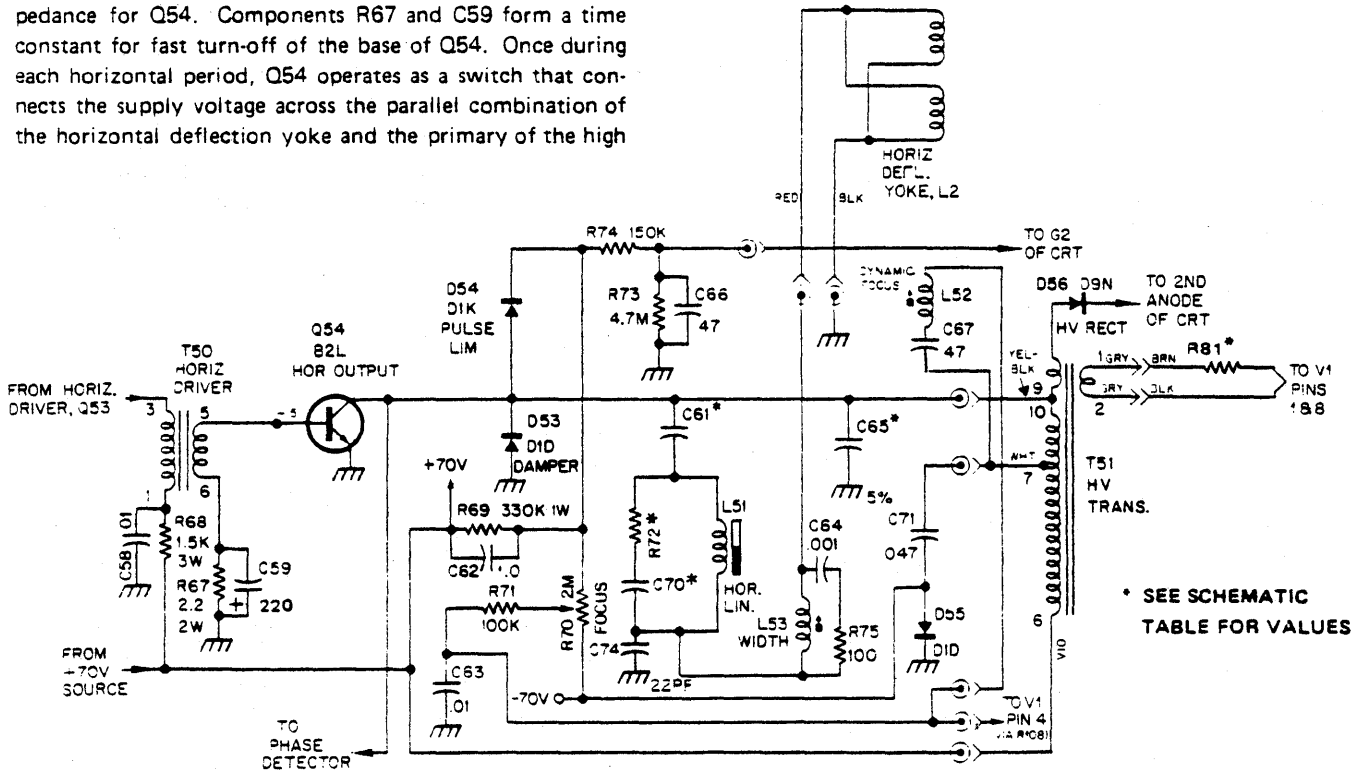 pedance for Q54. Components R67 and C59 form a time
constant for fast turn-off of the base of Q54. Once during
each horizontal period, Q54 operates as a switch that con-
nects the supply voltage across the parallel combination of
the horizontal deflection yoke and the primary of the high
HORIZ
DEFL.
YOKE, L2
RED
BLK
R74 150K
TO G2
OF CRT
DYNAMIC
FOCUS
L52
C67
47
D56 D9N
HV RECT
TO 2ND
ANODE
OF CRT
D54
D1K
PULSE
LIM
R73
4.7M
C66
47
Q54
B2L
HOR OUTPUT
T50
HORIZ
DRIVER
FROM HORIZ.
DRIVER, Q53
3
5
-5
1
6
YEL-
BLK
9
10
1 GRY
BRN
R81*
GRY
BLK
2
TO V1
PINS
1&8
D53
D1D
DAMPER
C61*
C65*
5%
WHT
7
T51
HV
TRANS.
+70V
R69 330K 1W
C62
1.0
C58 .01
R68
1.5K
3W
R67
2.2
2W
C59
+
220
R71
100K
R70 2M
FOCUS
R72*
C70*
L51
HOR.
LIN.
C74
22PF
C64
.001
L53
WIDTH
R75
100
C71
047
D55
D1D
6
VIO
* SEE SCHEMATIC
TABLE FOR VALUES
FROM
+70V
SOURCE
C63
.01
-70V
TO V1
PIN 4
VIA R108)
TO
PHASE
DETECTOR